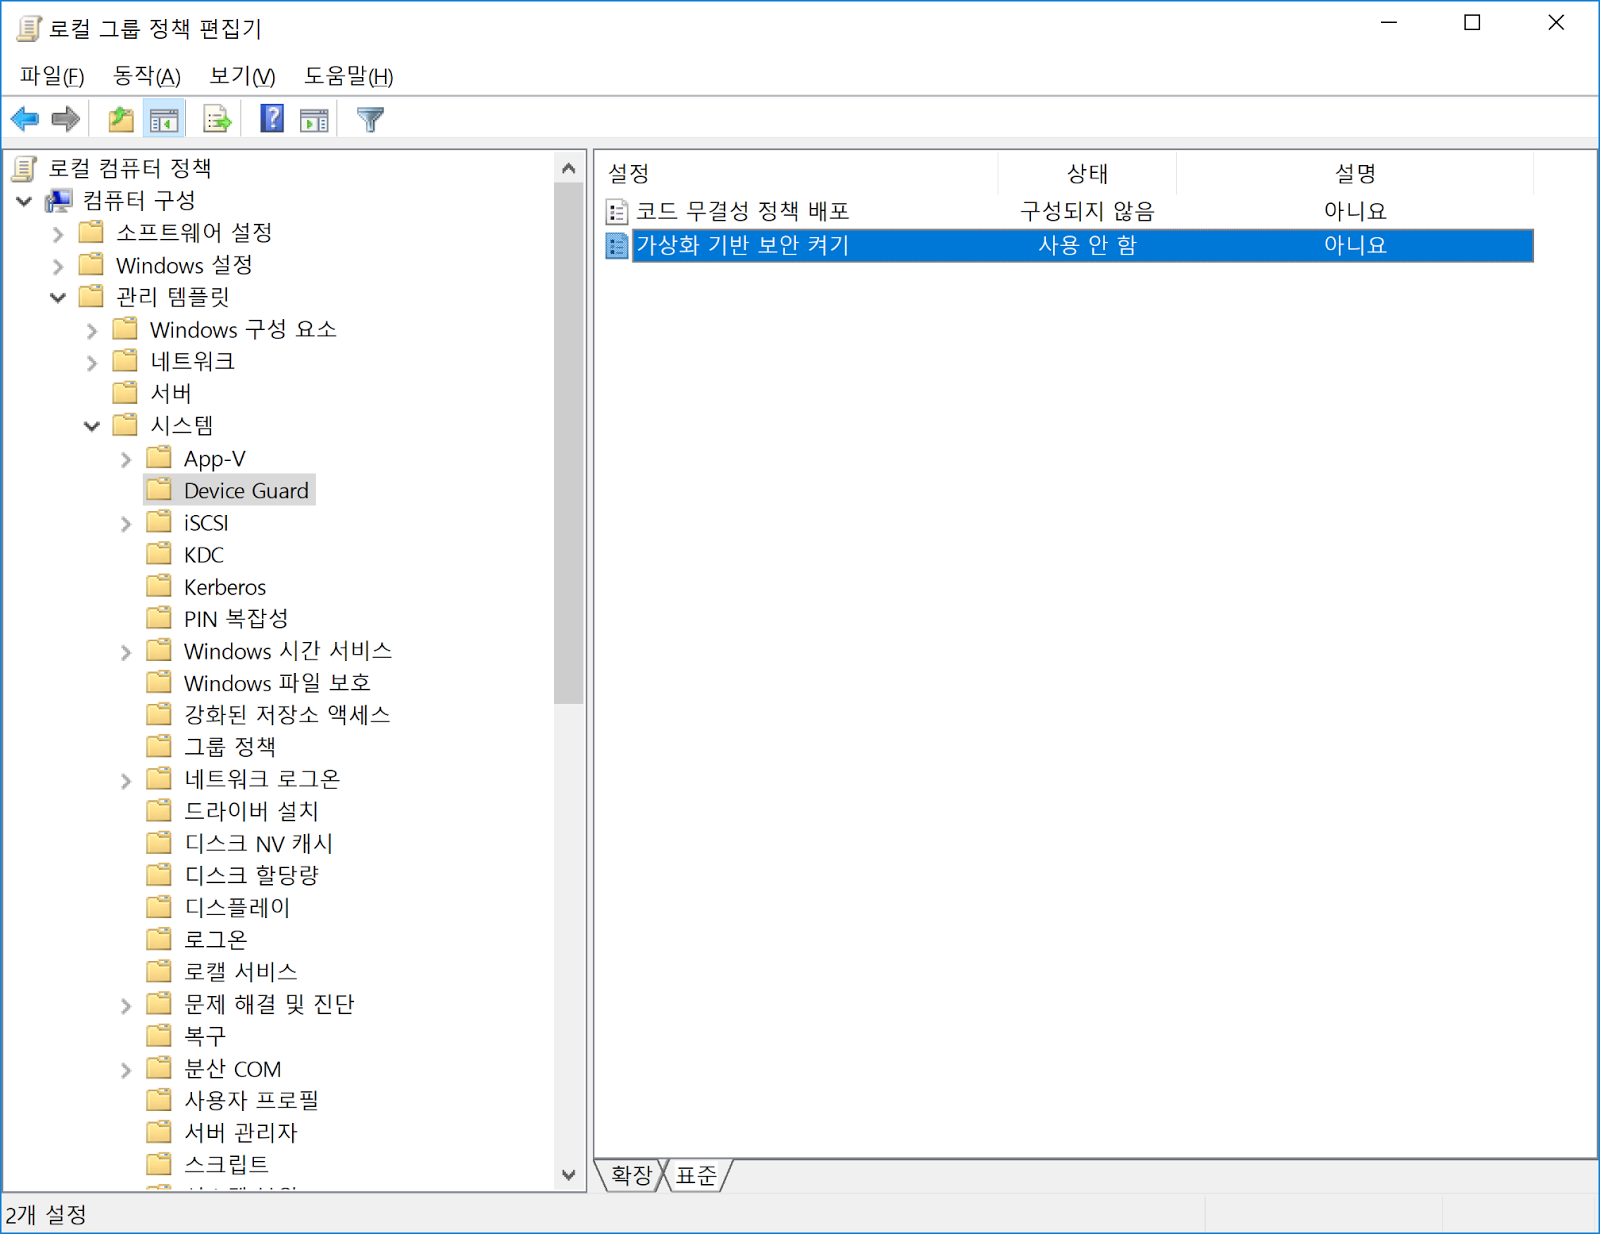 로컬 그룹 정책 편집기
파일(F) 동작(A) 보기(V) 도움말(H)
로컬 컴퓨터 정책
컴퓨터 구성
소프트웨어 설정
Windows 설정
관리 템플릿
Windows 구성 요소
네트워크
서버
시스템
App-V
Device Guard
iSCSI
KDC
Kerberos
PIN 복잡성
Windows 시간 서비스
Windows 파일 보호
강화된 저장소 액세스
그룹 정책
네트워크 로그온
드라이버 설치
디스크 NV 캐시
디스크 할당량
디스플레이
로그온
로캘 서비스
문제 해결 및 진단
복구
분산 COM
사용자 프로필
서버 관리자
스크립트
설정 상태 설명
코드 무결성 정책 배포 구성되지 않음 아니요
가상화 기반 보안 켜기 사용 안 함 아니요
확장 표준
2개 설정